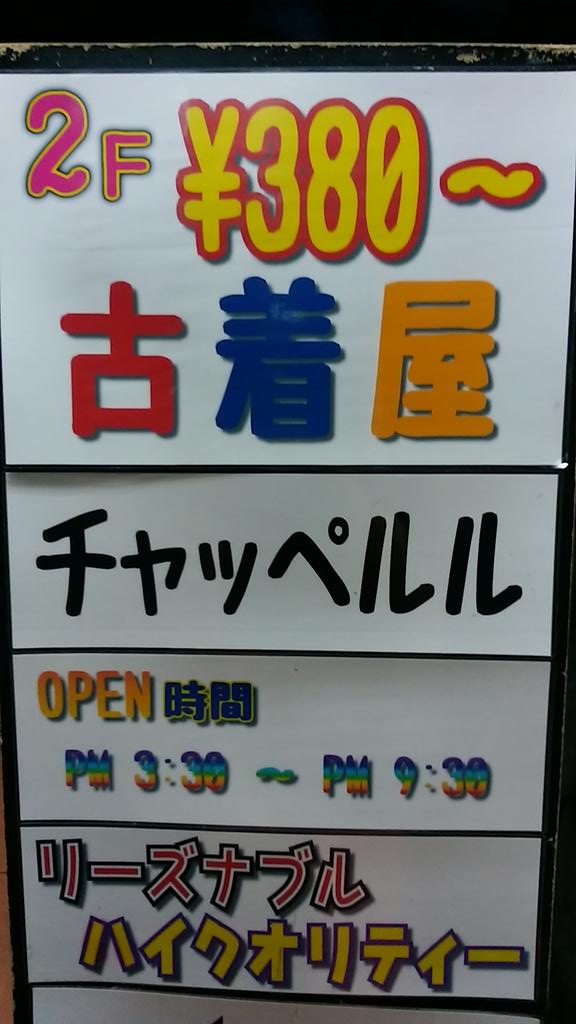 2F ¥380〜
古着屋
チャッペルル
OPEN時間
PM 3:30 〜 PM 9:30
リーズナブル
ハイクオリティー